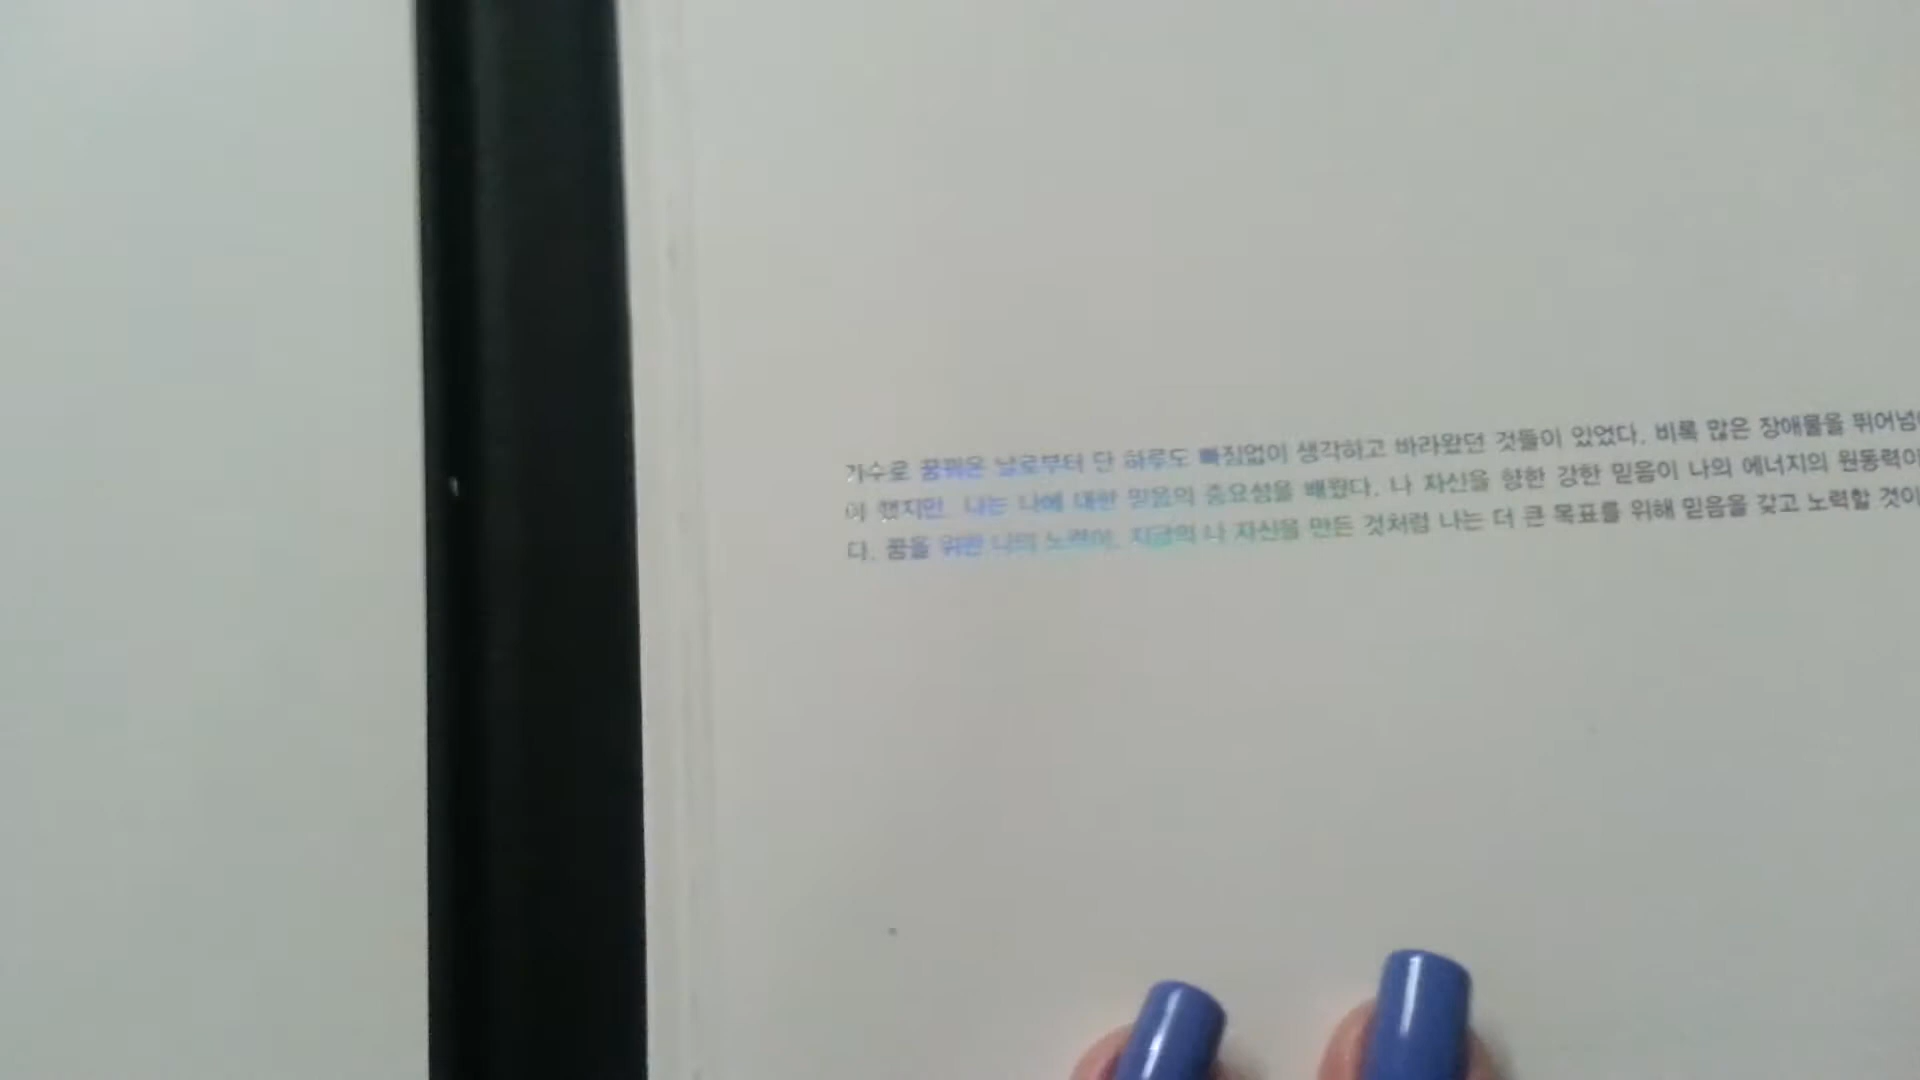 가수로 꿈꿔온 날로부터 단 하루도 빠짐없이 생각하고 바라왔던 것들이 있었다. 비록 많은 장애물을 뛰어넘
야 했지만, 나는 나에 대한 믿음의 중요성을 배웠다. 나 자신을 향한 강한 믿음이 나의 에너지의 원동력이
다. 꿈을 위한 나의 노력이, 지금의 나 자신을 만든 것처럼 나는 더 큰 목표를 위해 믿음을 갖고 노력할 것이